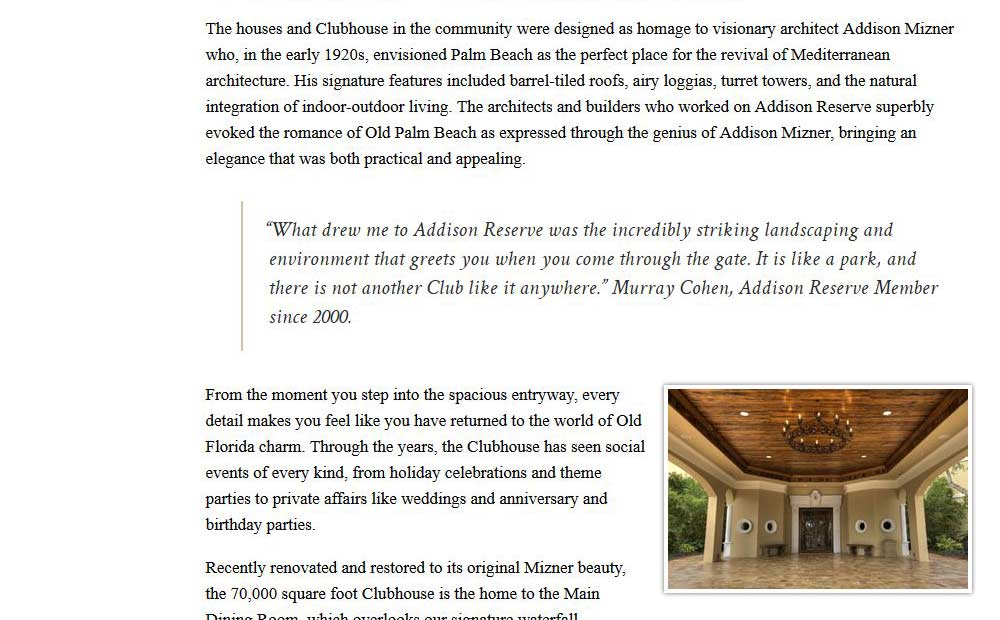 The houses and Clubhouse in the community were designed as homage to visionary architect Addison Mizner
who, in the early 1920s, envisioned Palm Beach as the perfect place for the revival of Mediterranean
architecture. His signature features included barrel-tiled roofs, airy loggias, turret towers, and the natural
integration of indoor-outdoor living. The architects and builders who worked on Addison Reserve superbly
evoked the romance of Old Palm Beach as expressed through the genius of Addison Mizner, bringing an
elegance that was both practical and appealing.
“What drew me to Addison Reserve was the incredibly striking landscaping and
environment that greets you when you come through the gate. It is like a park, and
there is not another Club like it anywhere.” Murray Cohen, Addison Reserve Member
since 2000.
From the moment you step into the spacious entryway, every
detail makes you feel like you have returned to the world of Old
Florida charm. Through the years, the Clubhouse has seen social
events of every kind, from holiday celebrations and theme
parties to private affairs like weddings and anniversary and
birthday parties.
Recently renovated and restored to its original Mizner beauty,
the 70,000 square foot Clubhouse is the home to the Main
Dining Room, which overlooks our signature waterfall